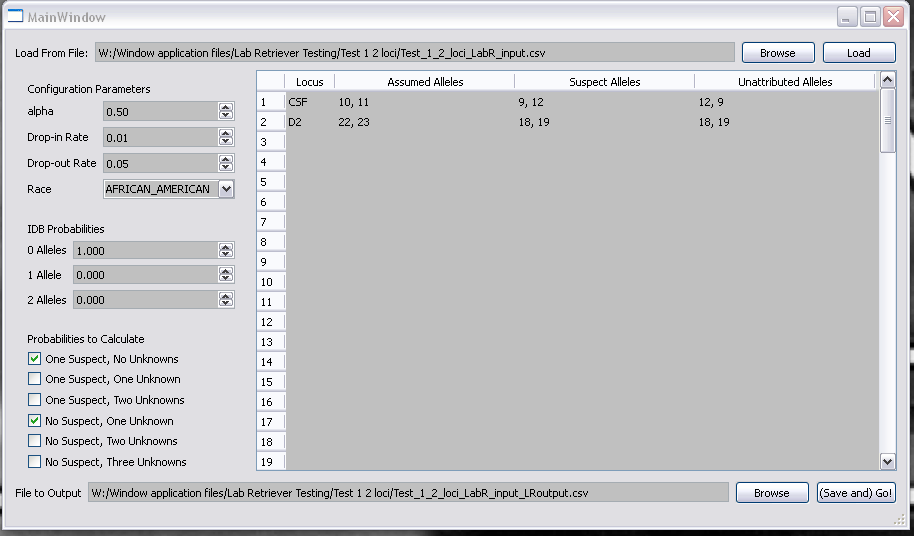 MainWindow
Load From File: W:/Window application files/Lab Retriever Testing/Test 1 2 loci/Test_1_2_loci_LabR_input.csv Browse Load
Configuration Parameters
alpha 0.50
Drop-in Rate 0.01
Drop-out Rate 0.05
Race AFRICAN_AMERICAN
IDB Probabilities
0 Alleles 1.000
1 Allele 0.000
2 Alleles 0.000
Probabilities to Calculate
One Suspect, No Unknowns
One Suspect, One Unknown
One Suspect, Two Unknowns
No Suspect, One Unknown
No Suspect, Two Unknowns
No Suspect, Three Unknowns
Locus Assumed Alleles Suspect Alleles Unattributed Alleles
1 CSF 10, 11 9, 12 12, 9
2 D2 22, 23 18, 19 18, 19
3
4
5
6
7
8
9
10
11
12
13
14
15
16
17
18
19
File to Output W:/Window application files/Lab Retriever Testing/Test 1 2 loci/Test_1_2_loci_LabR_input_LRoutput.csv Browse (Save and) Go!